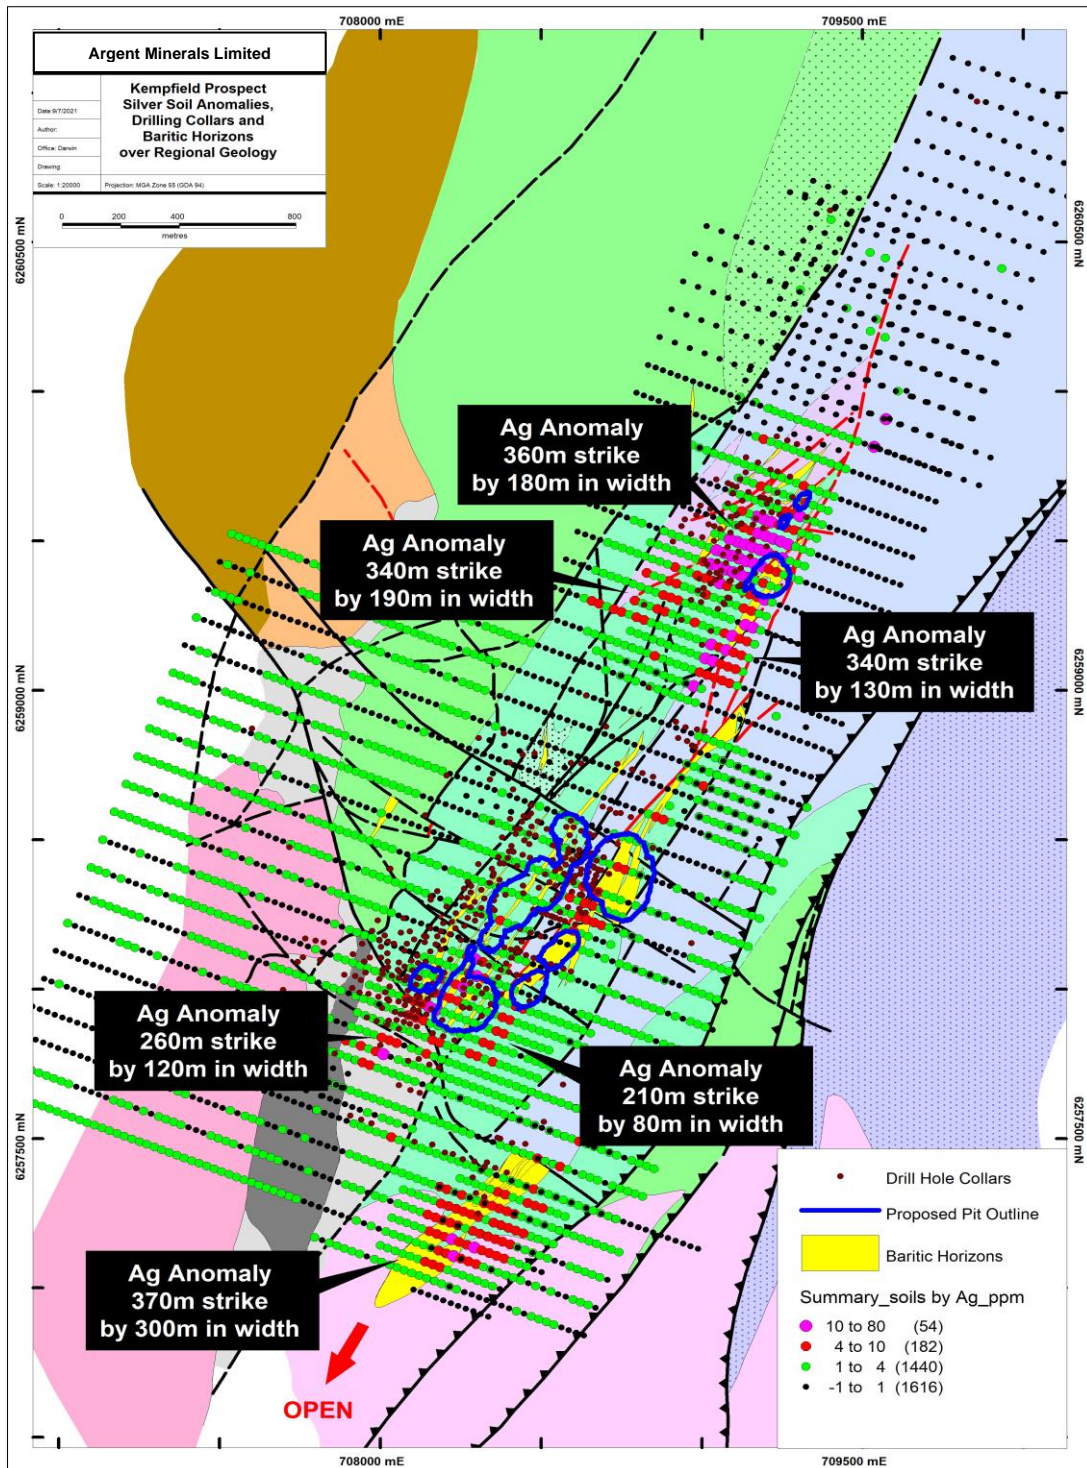 708000 mE
709500 mE
Argent Minerals Limited
Kempfield Prospect
Silver Soil Anomalies,
Drilling Collars and
Baritic Horizons
over Regional Geology
Date:9/7/2021
Author:
Office: Darwin
Drawing
Scale: 1:20000
Projection: MGA Zone 55 (GDA 94)
0 200 400 800
metres
6260500 mN
6260500 mN
Ag Anomaly
360m strike
by 180m in width
Ag Anomaly
340m strike
by 190m in width
Ag Anomaly
340m strike
by 130m in width
6259000 mN
6259000 mN
Ag Anomaly
260m strike
by 120m in width
Ag Anomaly
210m strike
by 80m in width
6257500 mN
6257500 mN
Ag Anomaly
370m strike
by 300m in width
OPEN
Drill Hole Collars
Proposed Pit Outline
Baritic Horizons
Summary_soils by Ag_ppm
10 to 80 (54)
4 to 10 (182)
1 to 4 (1440)
-1 to 1 (1616)
708000 mE
709500 mE